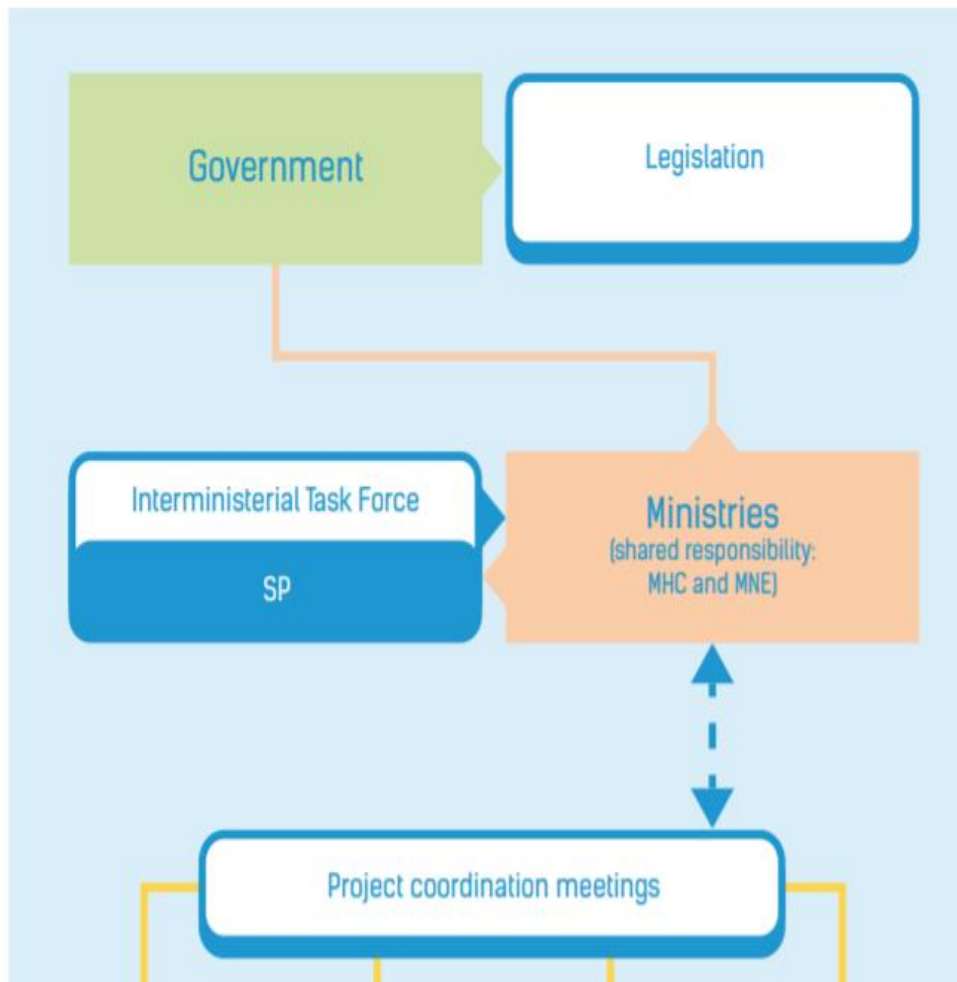 Government
Legislation
Interministerial Task Force
SP
Ministries
(shared responsibility:
MHC and MNE)
Project coordination meetings